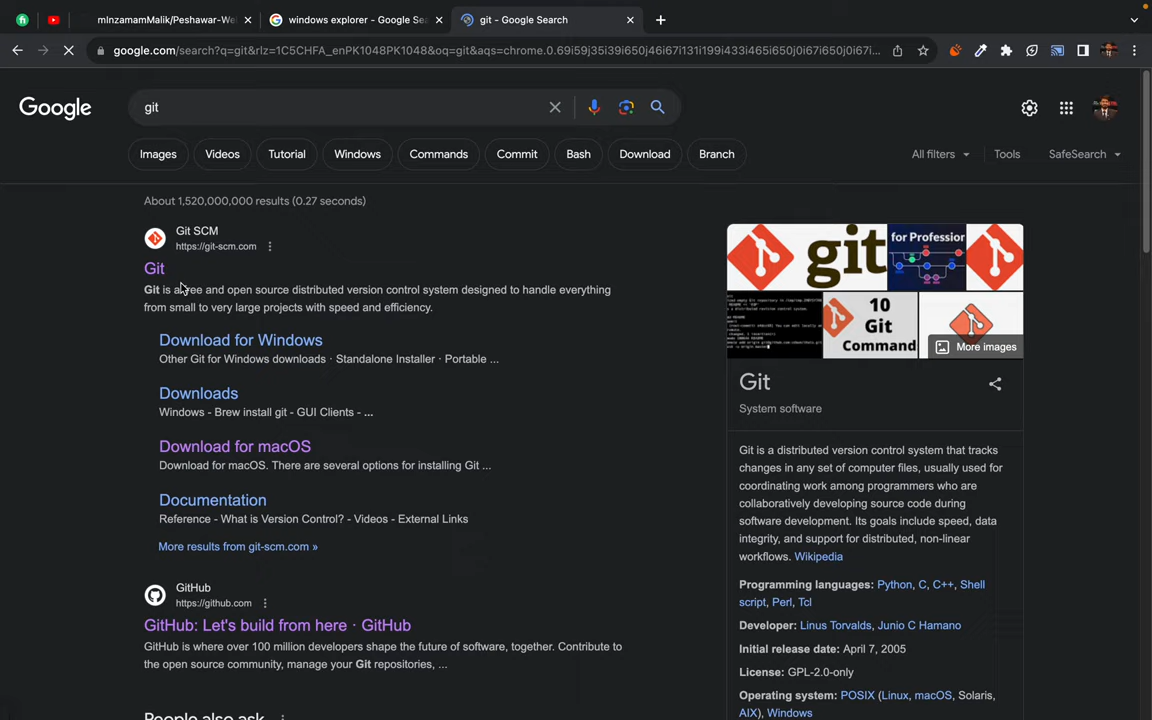 mInzamamMalik/Peshawar-We
windows explorer - Google Se
git - Google Search
google.com/search?q=git&rlz=1C5CHFA_enPK1048PK1048&oq=git&aqs=chrome.0.69i59j35i39i650j46i67i131i199i433i465i650j0i67i650j0i67i...
Google
git
Images
Videos
Tutorial
Windows
Commands
Commit
Bash
Download
Branch
All filters
Tools
SafeSearch
About 1,520,000,000 results (0.27 seconds)
Git SCM
https://git-scm.com
Git
Git is a free and open source distributed version control system designed to handle everything
from small to very large projects with speed and efficiency.
Download for Windows
Other Git for Windows downloads · Standalone Installer · Portable ...
Downloads
Windows - Brew install git - GUI Clients - ...
Download for macOS
Download for macOS. There are several options for installing Git ...
Documentation
Reference - What is Version Control? - Videos - External Links
More results from git-scm.com »
GitHub
https://github.com
GitHub: Let's build from here · GitHub
GitHub is where over 100 million developers shape the future of software, together. Contribute to
the open source community, manage your Git repositories, ...
People also ask
git
for Profession
10
Git
Command
More images
Git
System software
Git is a distributed version control system that tracks
changes in any set of computer files, usually used for
coordinating work among programmers who are
collaboratively developing source code during
software development. Its goals include speed, data
integrity, and support for distributed, non-linear
workflows. Wikipedia
Programming languages: Python, C, C++, Shell
script, Perl, Tcl
Developer: Linus Torvalds, Junio C Hamano
Initial release date: April 7, 2005
License: GPL-2.0-only
Operating system: POSIX (Linux, macOS, Solaris,
AIX), Windows